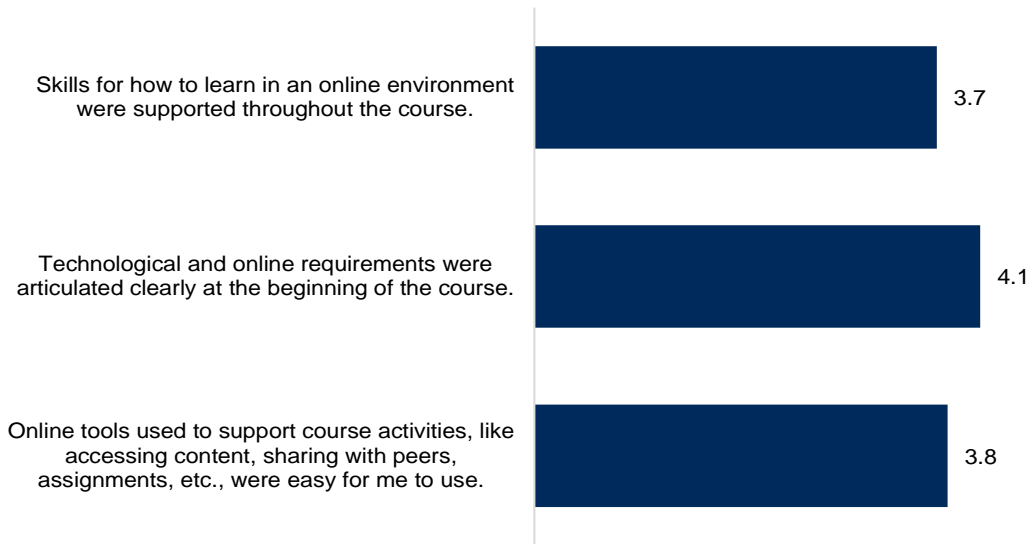 Skills for how to learn in an online environment
were supported throughout the course.
3.7
Technological and online requirements were
articulated clearly at the beginning of the course.
4.1
Online tools used to support course activities, like
accessing content, sharing with peers,
assignments, etc., were easy for me to use.
3.8